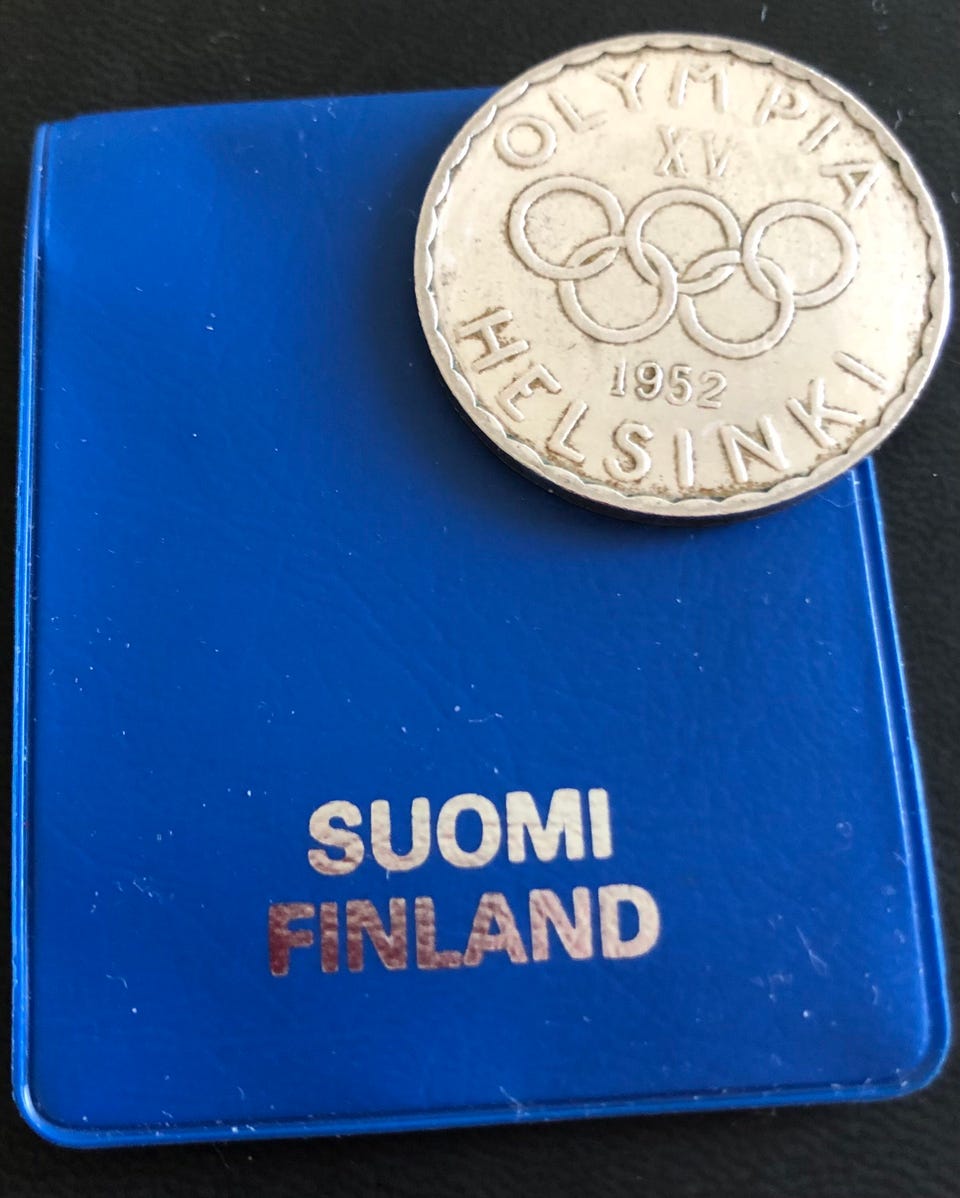 OLYMPIA
XV
1952
HELSINKI
SUOMI
FINLAND